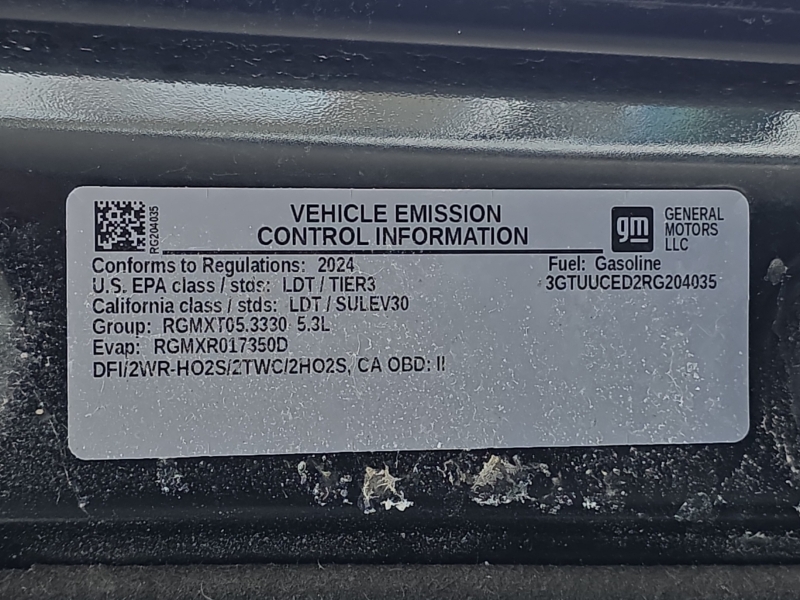 RG204035
VEHICLE EMISSION
CONTROL INFORMATION
gm
GENERAL
MOTORS
LLC
Conforms to Regulations: 2024
U.S. EPA class / stds: LDT / TIER3
California class / stds: LDT / SULEV30
Group: RGMXT05.3330 5.3L
Evap: RGMXR017350D
DFI/2WR-HO2S/2TWC/2HO2S, CA OBD: II
Fuel: Gasoline
3GTUUCED2RG204035